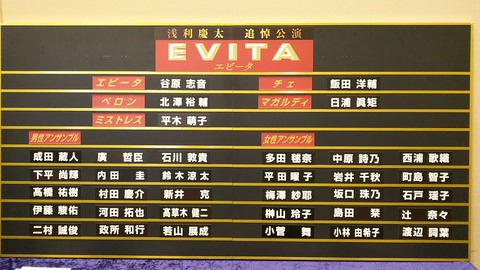 浅利慶太 追悼公演
EVITA
エビータ
エビータ 谷原 志音 チェ 飯田 洋輔
ペロン 北澤 裕輔 マガルディ 日浦 眞矩
ミストレス 平木 萌子
男性アンサンブル 女性アンサンブル
成田 蔵人 廣 哲臣 石川 敦貴 多田 毬奈 中原 詩乃 西浦 歌織
下平 尚輝 内田 圭 鈴木 涼太 平田 曜子 岩井 千秋 町島 智子
高橋 祐樹 村田 慶介 新井 克 梅澤 紗耶 坂口 珠乃 石戸 瑶子
伊藤 駿佑 河田 拓也 高草木 健二 榊山 玲子 島田 栞 辻 奈々
二村 誠俊 政所 和行 若山 展成 小菅 舞 小林 由希子 渡辺 調葉